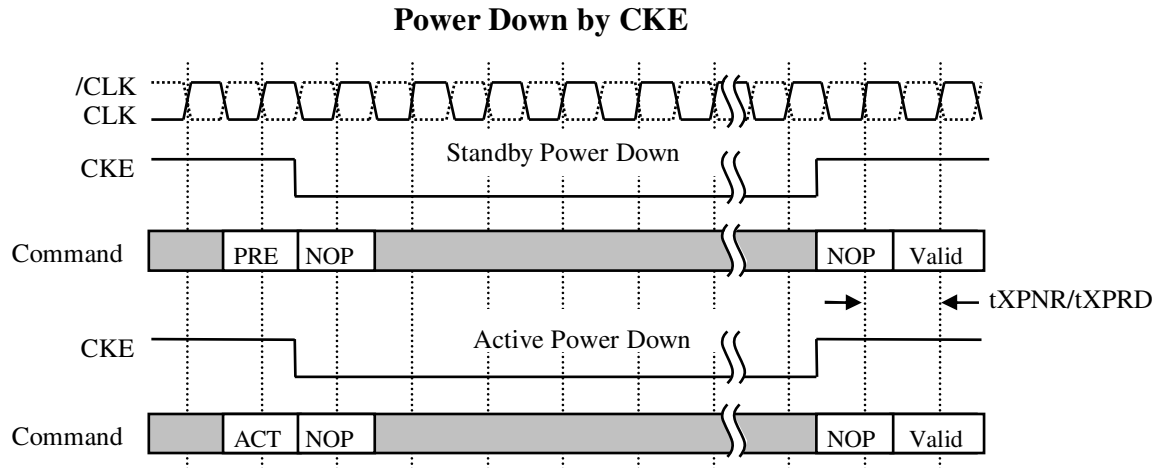 Power Down by CKE
/CLK
CLK
Standby Power Down
CKE
Command PRE NOP NOP Valid
tXPNR/tXPRD
Active Power Down
CKE
Command ACT NOP NOP Valid